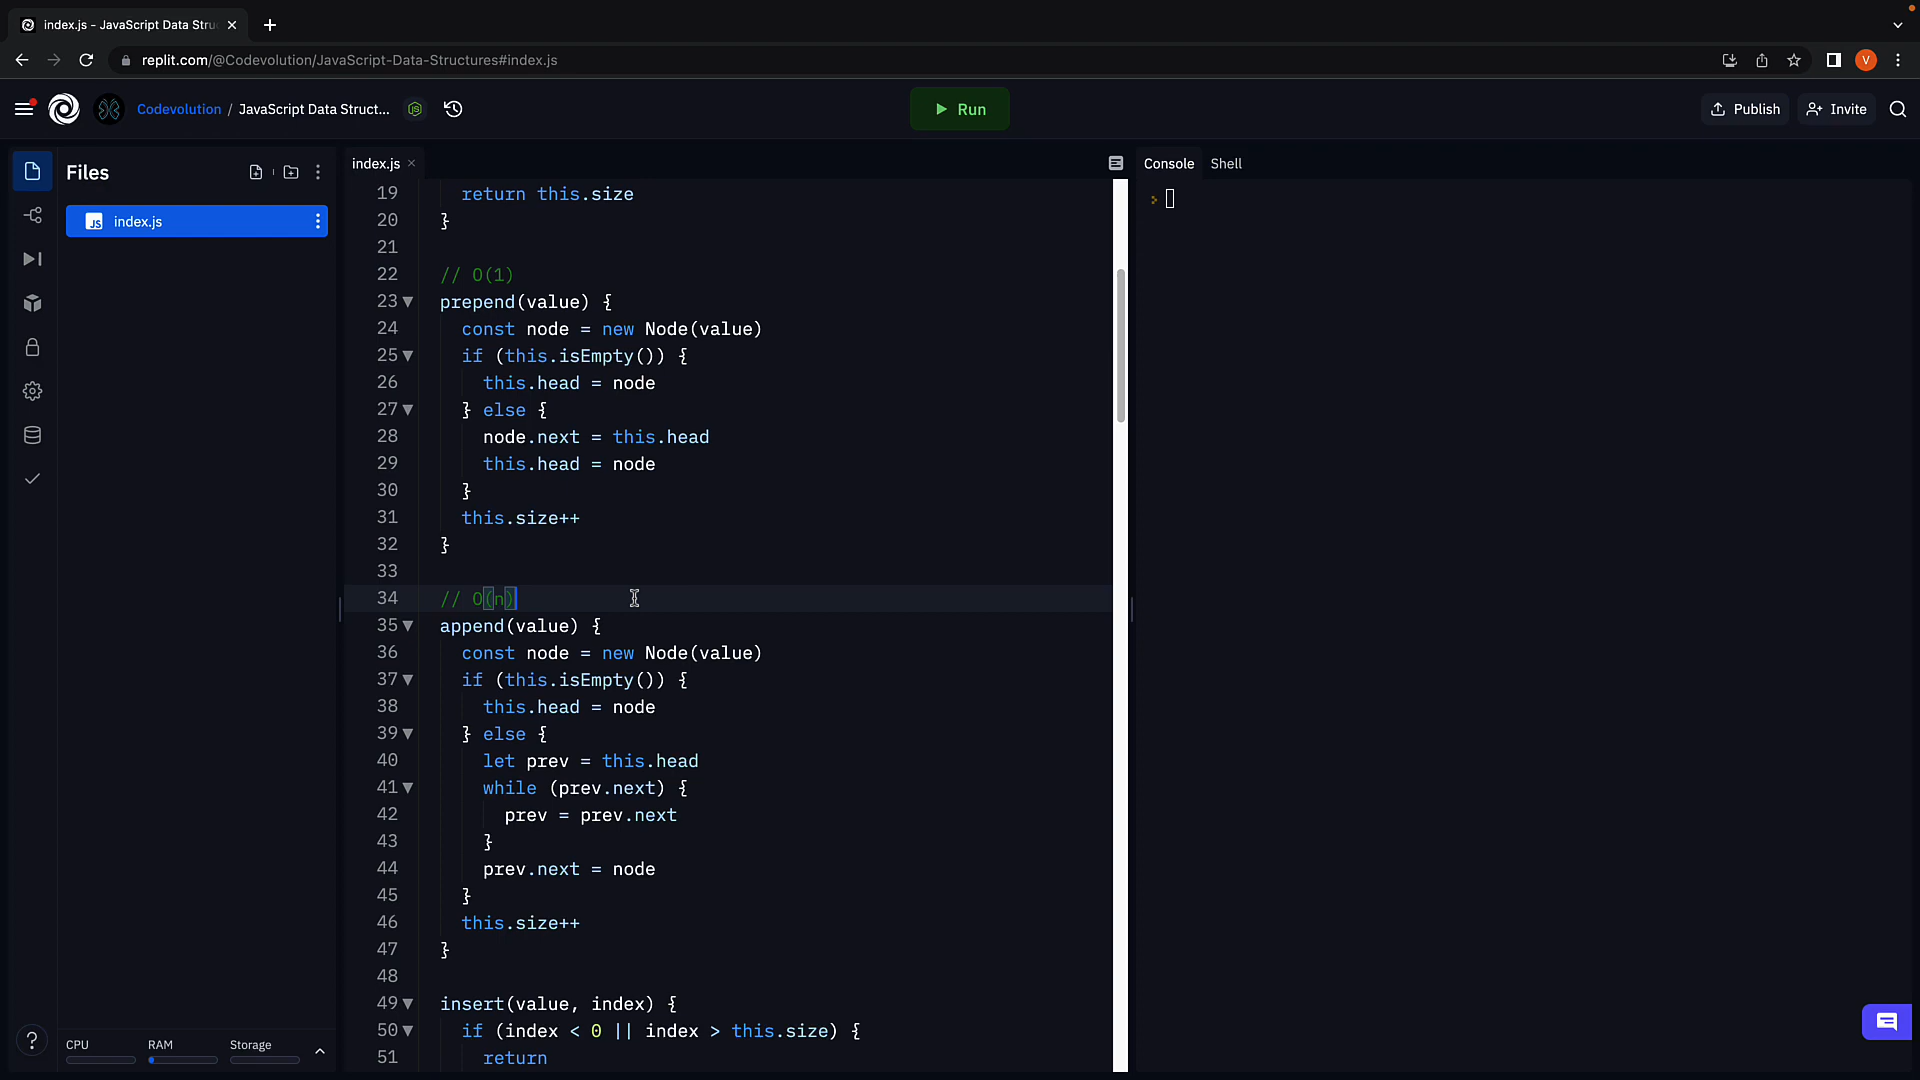 index.js - JavaScript Data Stru
replit.com/@Codevolution/JavaScript-Data-Structures#index.js
V
Codevolution / JavaScript Data Struct...
Run
Publish
Invite
Files
index.js
Console
Shell
JS index.js
19 return this.size
20 }
21
22 // O(1)
23 prepend(value) {
24 const node = new Node(value)
25 if (this.isEmpty()) {
26 this.head = node
27 } else {
28 node.next = this.head
29 this.head = node
30 }
31 this.size++
32 }
33
34 // O(n)
35 append(value) {
36 const node = new Node(value)
37 if (this.isEmpty()) {
38 this.head = node
39 } else {
40 let prev = this.head
41 while (prev.next) {
42 prev = prev.next
43 }
44 prev.next = node
45 }
46 this.size++
47 }
48
49 insert(value, index) {
50 if (index < 0 || index > this.size) {
51 return
?
CPU
RAM
Storage